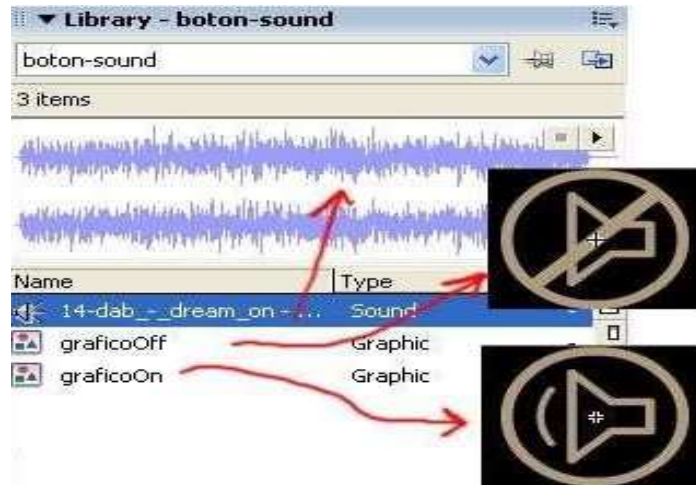 Library - boton-sound
boton-sound
3 items
Name Type
14-dab_-_dream_on - ... Sound
graficoOff Graphic
graficoOn Graphic